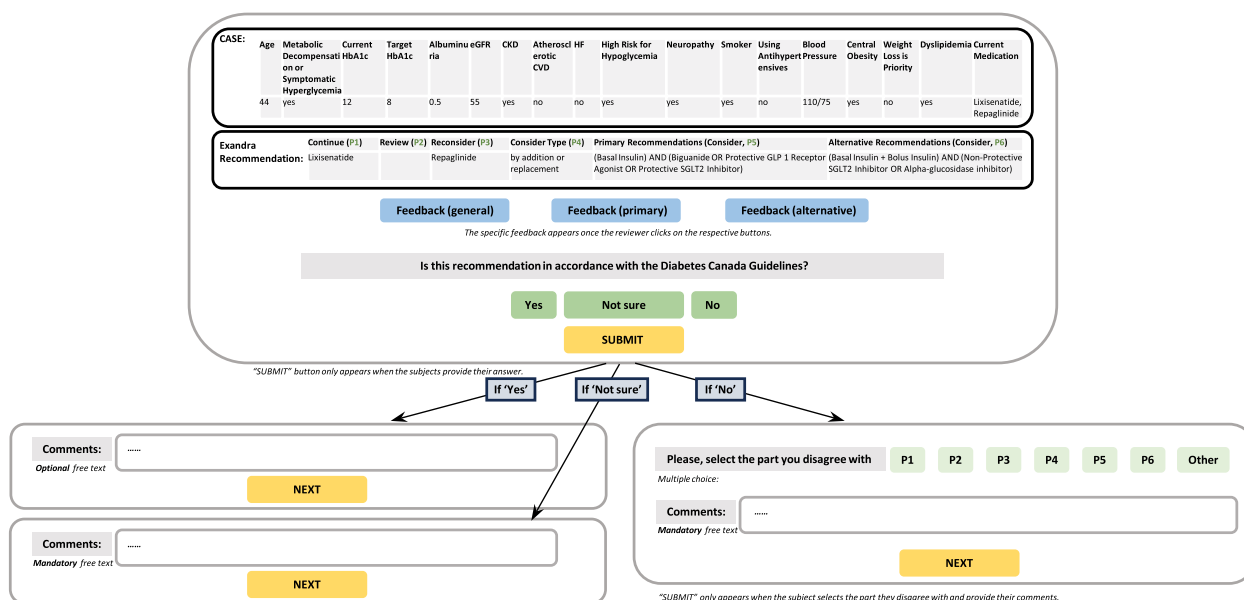 CASE:
Age Metabolic Decompensati on or Symptomatic Hyperglycemia Current HbA1c Target HbA1c Albuminu ria eGFR CKD Atheroscl erotic CVD HF High Risk for Hypoglycemia Neuropathy Smoker Using Antihypert ensives Blood Pressure Central Obesity Weight Loss is Priority Dyslipidemia Current Medication
44 yes 12 8 0.5 55 yes no no yes yes yes no 110/75 yes no yes Lixisenatide, Repaglinide
Exandra Recommendation:
Continue (P1) Review (P2) Reconsider (P3) Consider Type (P4) Primary Recommendations (Consider, P5) Alternative Recommendations (Consider, P6)
Lixisenatide Repaglinide by addition or replacement (Basal Insulin) AND (Biguanide OR Protective GLP 1 Receptor Agonist OR Protective SGLT2 Inhibitor) (Basal Insulin + Bolus Insulin) AND (Non-Protective SGLT2 Inhibitor OR Alpha-glucosidase inhibitor)
Feedback (general) Feedback (primary) Feedback (alternative)
The specific feedback appears once the reviewer clicks on the respective buttons.
Is this recommendation in accordance with the Diabetes Canada Guidelines?
Yes Not sure No
SUBMIT
"SUBMIT" button only appears when the subjects provide their answer.
If ‘Yes’ If ‘Not sure’ If ‘No’
Comments: ......
Optional free text
NEXT
Comments: ......
Mandatory free text
NEXT
Please, select the part you disagree with P1 P2 P3 P4 P5 P6 Other
Multiple choice:
Comments: ......
Mandatory free text
NEXT
"SUBMIT" only appears when the subject selects the part they disagree with and provide their comments.